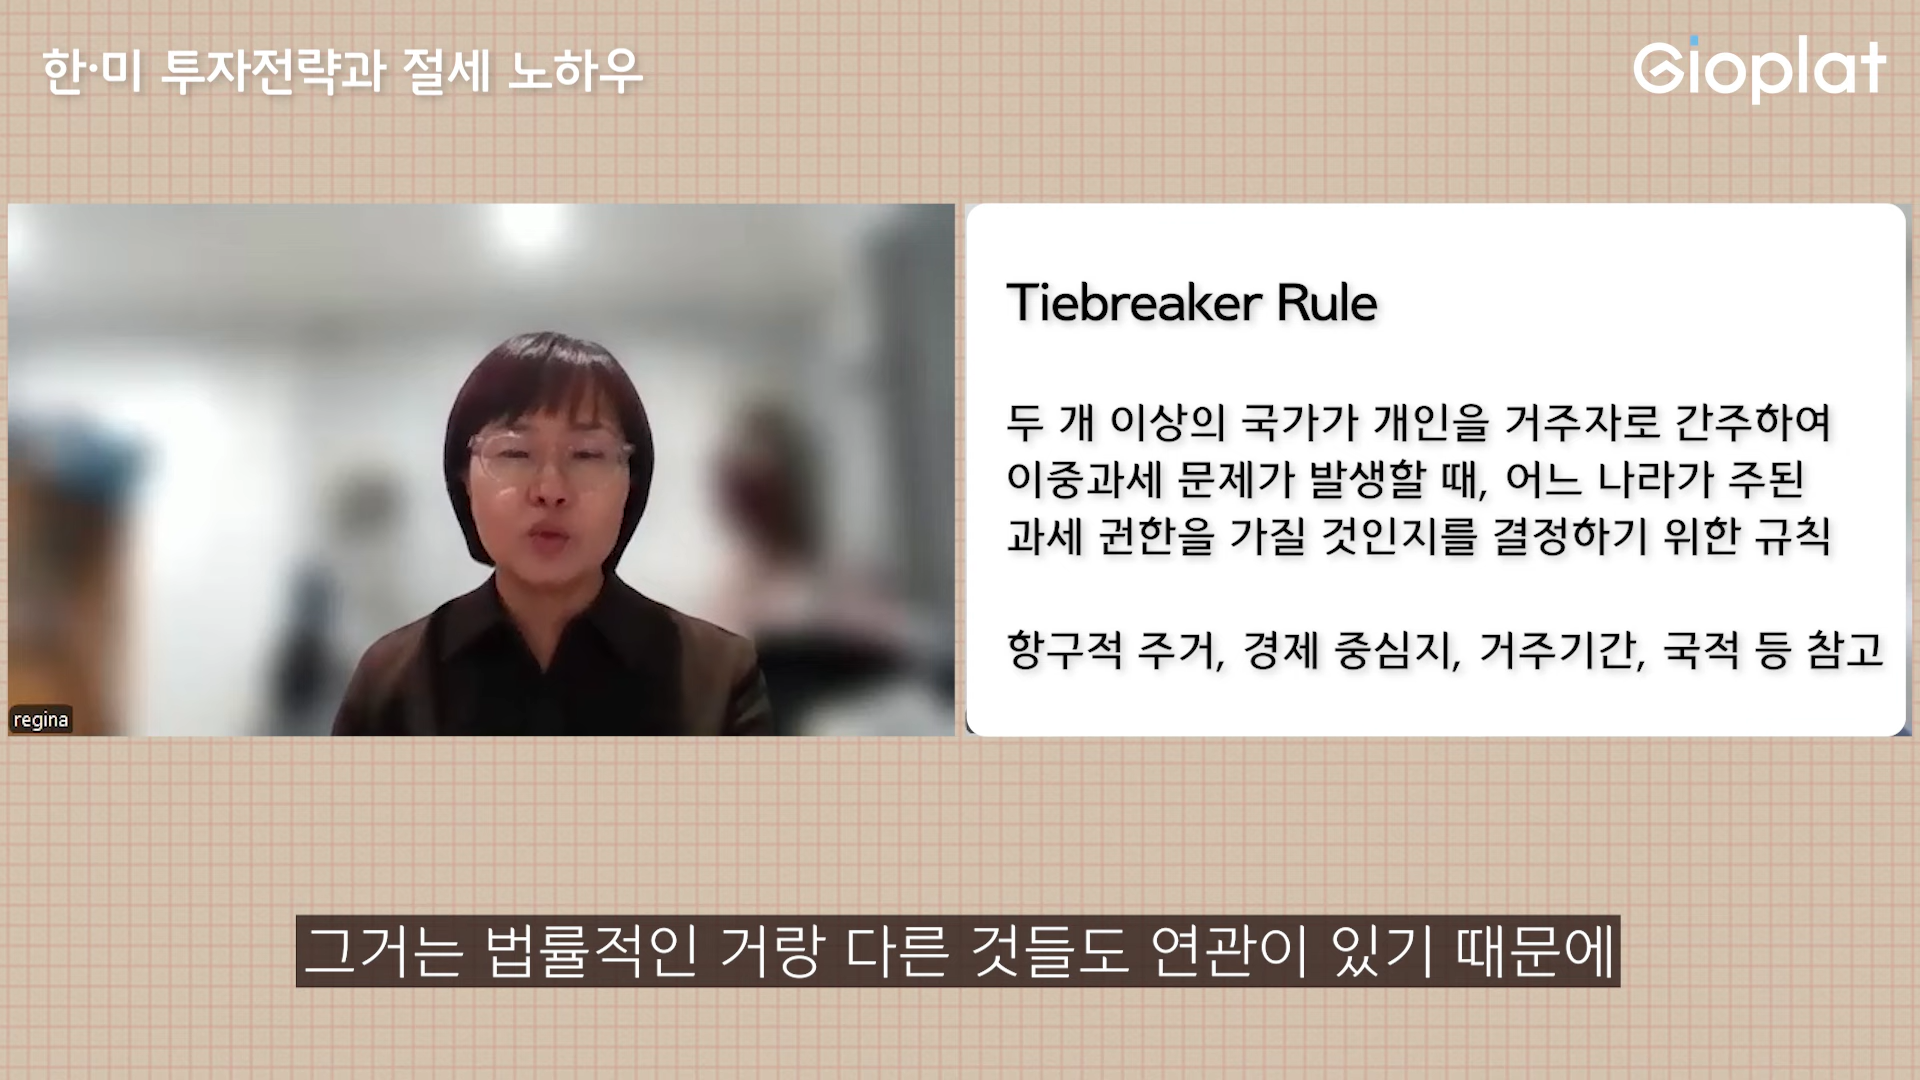 한·미 투자전략과 절세 노하우
Gioplat
regina
Tiebreaker Rule
두 개 이상의 국가가 개인을 거주자로 간주하여
이중과세 문제가 발생할 때, 어느 나라가 주된
과세 권한을 가질 것인지를 결정하기 위한 규칙
항구적 주거, 경제 중심지, 거주기간, 국적 등 참고
그거는 법률적인 거랑 다른 것들도 연관이 있기 때문에